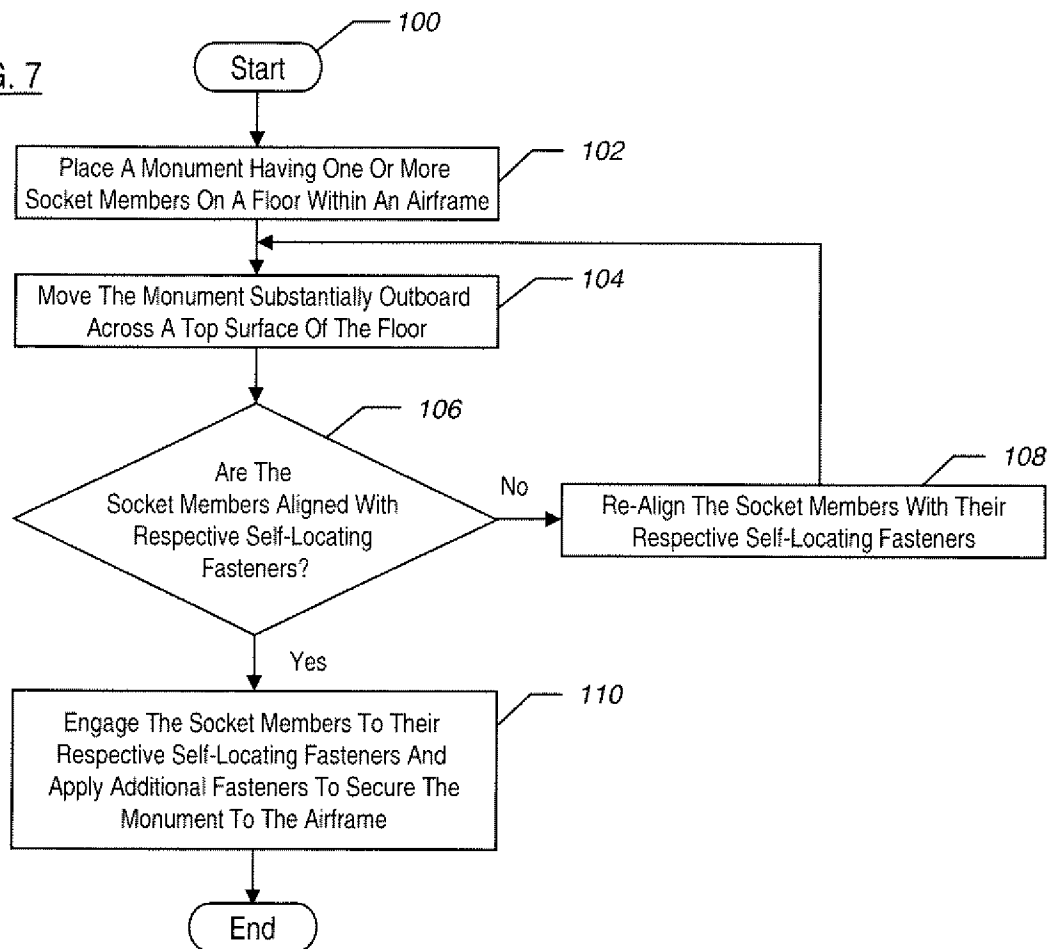 G. 7
100
Start
Place A Monument Having One Or More
Socket Members On A Floor Within An Airframe
102
Move The Monument Substantially Outboard
Across A Top Surface Of The Floor
104
106
Are The
Socket Members Aligned With
Respective Self-Locating
Fasteners?
No
108
Re-Align The Socket Members With Their
Respective Self-Locating Fasteners
Yes
110
Engage The Socket Members To Their
Respective Self-Locating Fasteners And
Apply Additional Fasteners To Secure The
Monument To The Airframe
End